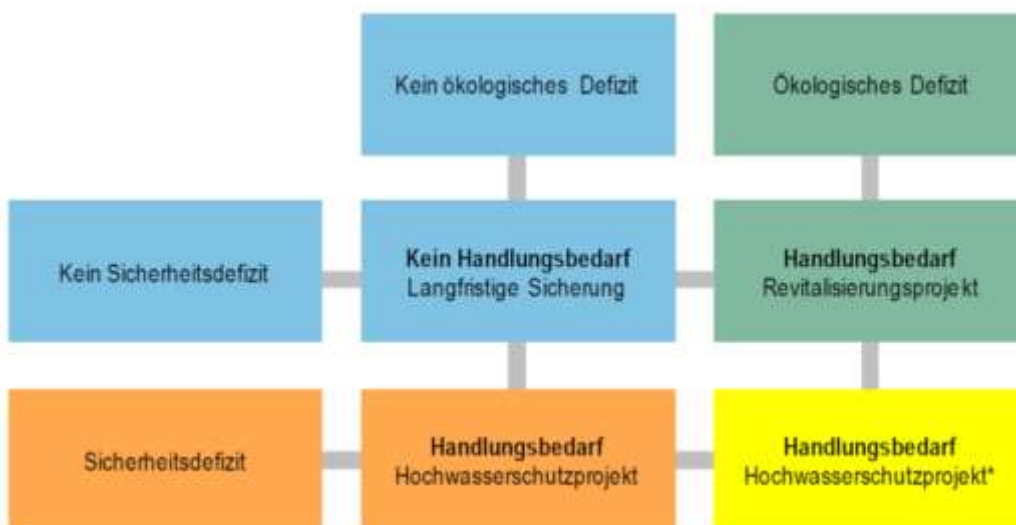 Kein ökologisches Defizit
Ökologisches Defizit
Kein Sicherheitsdefizit
Kein Handlungsbedarf
Langfristige Sicherung
Handlungsbedarf
Revitalisierungsprojekt
Sicherheitsdefizit
Handlungsbedarf
Hochwasserschutzprojekt
Handlungsbedarf
Hochwasserschutzprojekt*